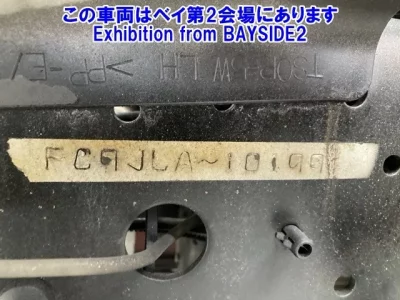 この車両はベイ第2会場にあります
Exhibition from BAYSIDE2
>PP-E/
FC9JLA~10199